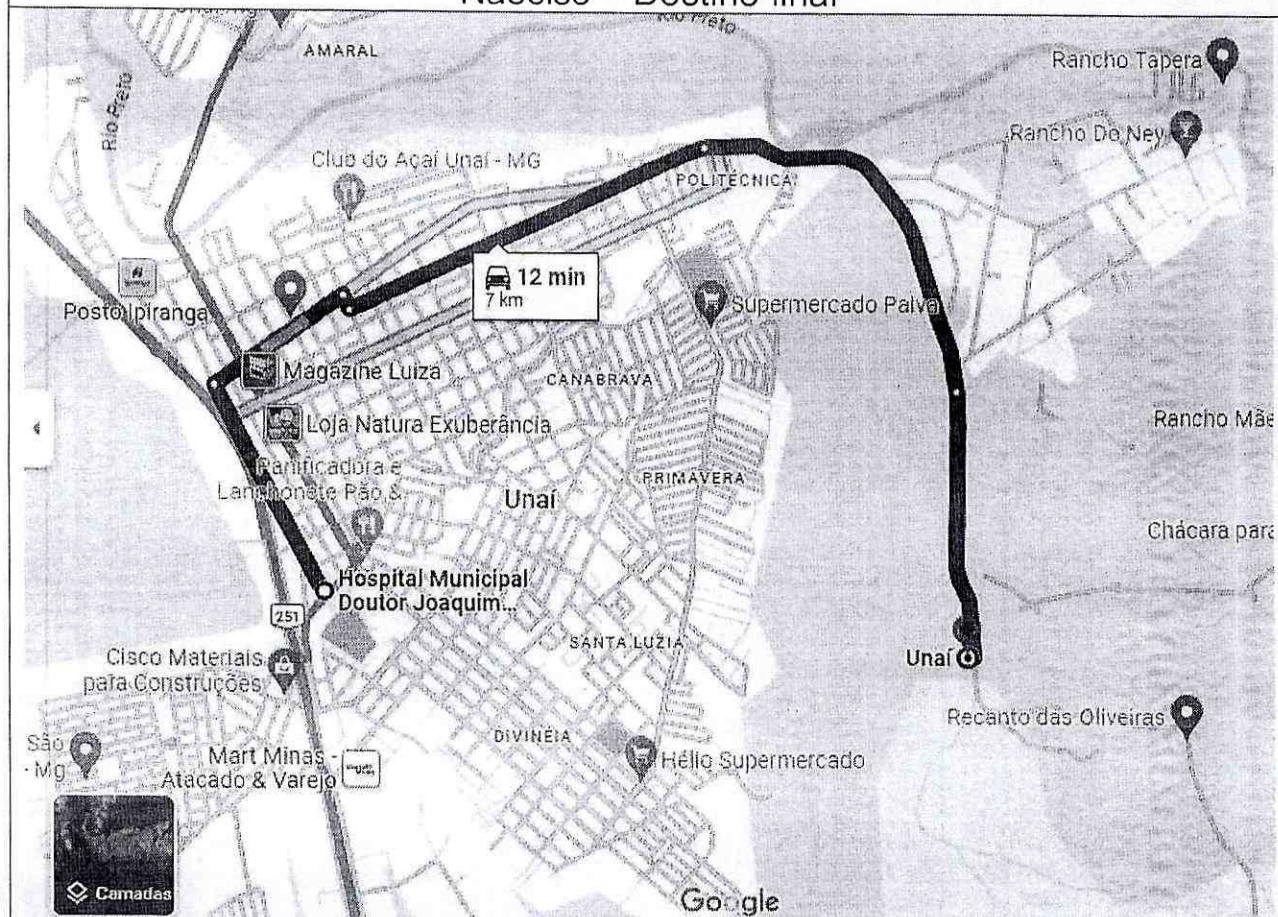 Rio Preto
AMARAL
Rancho Tapera
Rio Preto
Rancho Do Ney
Club do Açaí Unaí - MG
POLITÉCNICA
12 min
7 km
Posto Ipiranga
Supermercado Paiva
Magazine Luiza
CANABRAVA
Loja Natura Exuberância
Rancho Mãe
Panificadora e
Lanchonete Pão &
PRIMAVERA
Unaí
Chácara para
Hospital Municipal
Doutor Joaquim...
251
SANTA LUZIA
Cisco Materiais
para Construções
Unaí
Recanto das Oliveiras
DIVINÉIA
São
- Mg
Mart Minas -
Atacado & Varejo
Hélio Supermercado
Camadas
Google